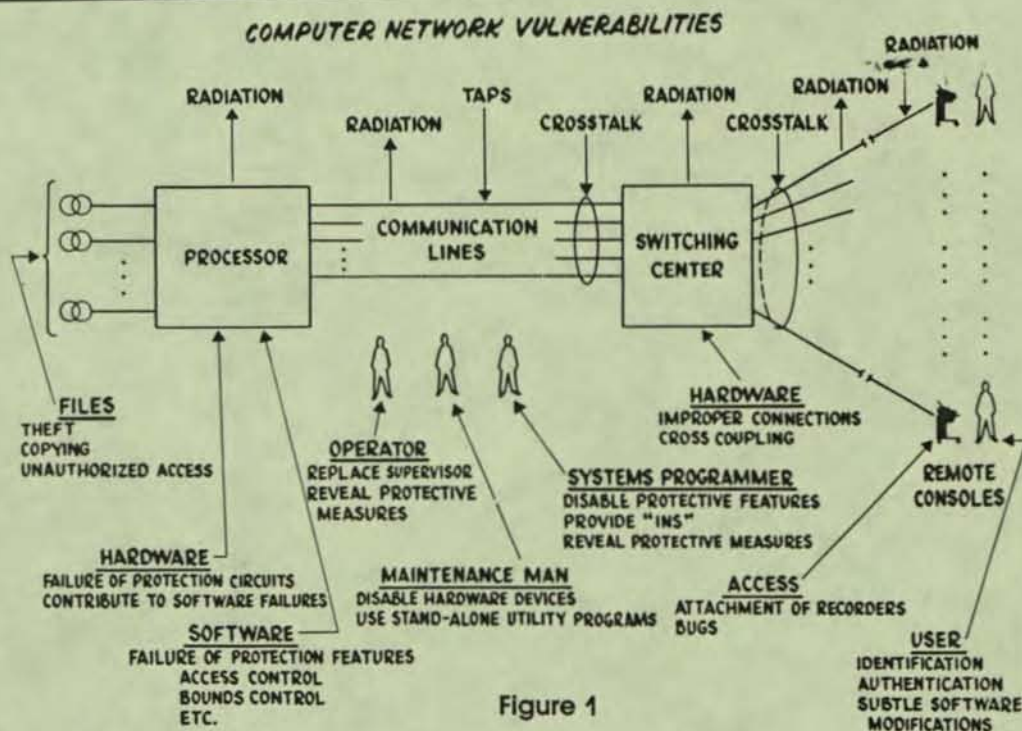 COMPUTER NETWORK VULNERABILITIES
RADIATION
RADIATION
TAPS
RADIATION
RADIATION
RADIATION
CROSSTALK
CROSSTALK
PROCESSOR
COMMUNICATION
LINES
SWITCHING
CENTER
FILES
THEFT
COPYING
UNAUTHORIZED ACCESS
OPERATOR
REPLACE SUPERVISOR
REVEAL PROTECTIVE
MEASURES
HARDWARE
IMPROPER CONNECTIONS
CROSS COUPLING
SYSTEMS PROGRAMMER
DISABLE PROTECTIVE FEATURES
PROVIDE "INS"
REVEAL PROTECTIVE MEASURES
REMOTE
CONSOLES
HARDWARE
FAILURE OF PROTECTION CIRCUITS
CONTRIBUTE TO SOFTWARE FAILURES
MAINTENANCE MAN
DISABLE HARDWARE DEVICES
USE STAND-ALONE UTILITY PROGRAMS
ACCESS
ATTACHMENT OF RECORDERS
BUGS
SOFTWARE
FAILURE OF PROTECTION FEATURES
ACCESS CONTROL
BOUNDS CONTROL
ETC.
USER
IDENTIFICATION
AUTHENTICATION
SUBTLE SOFTWARE
MODIFICATIONS
Figure 1